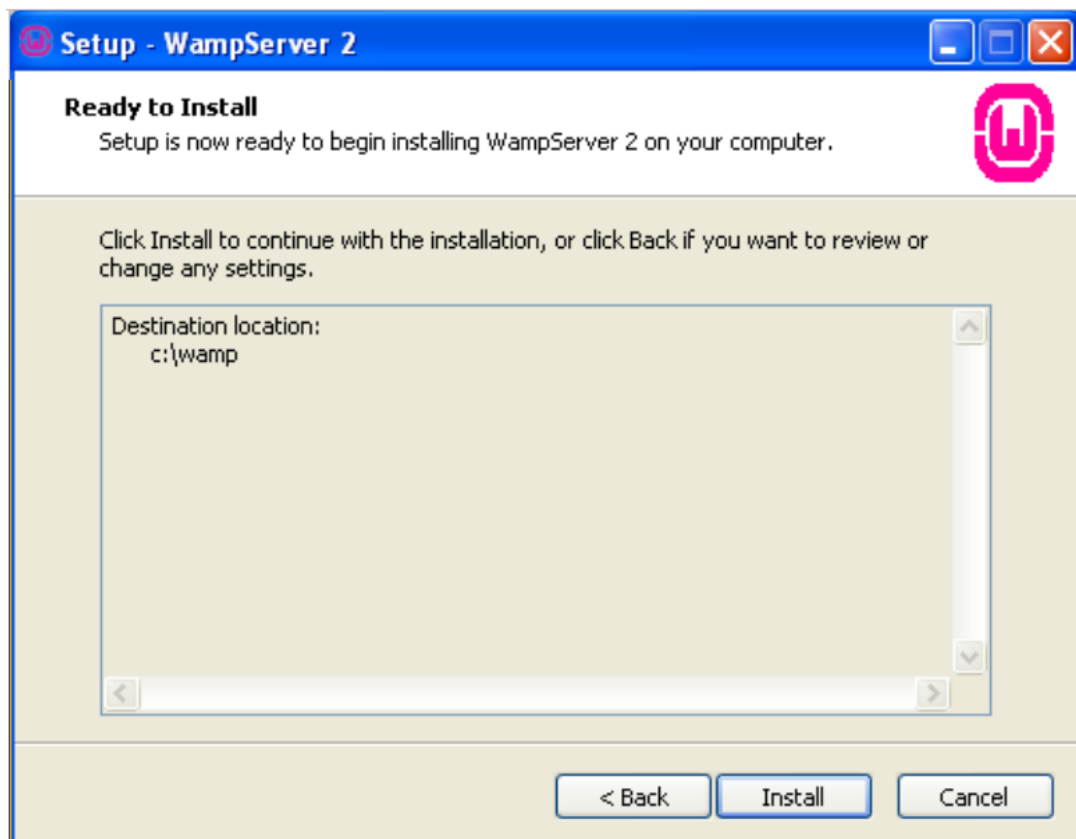 Setup - WampServer 2
Ready to Install
Setup is now ready to begin installing WampServer 2 on your computer.
Click Install to continue with the installation, or click Back if you want to review or
change any settings.
Destination location:
c:\wamp
< Back
Install
Cancel